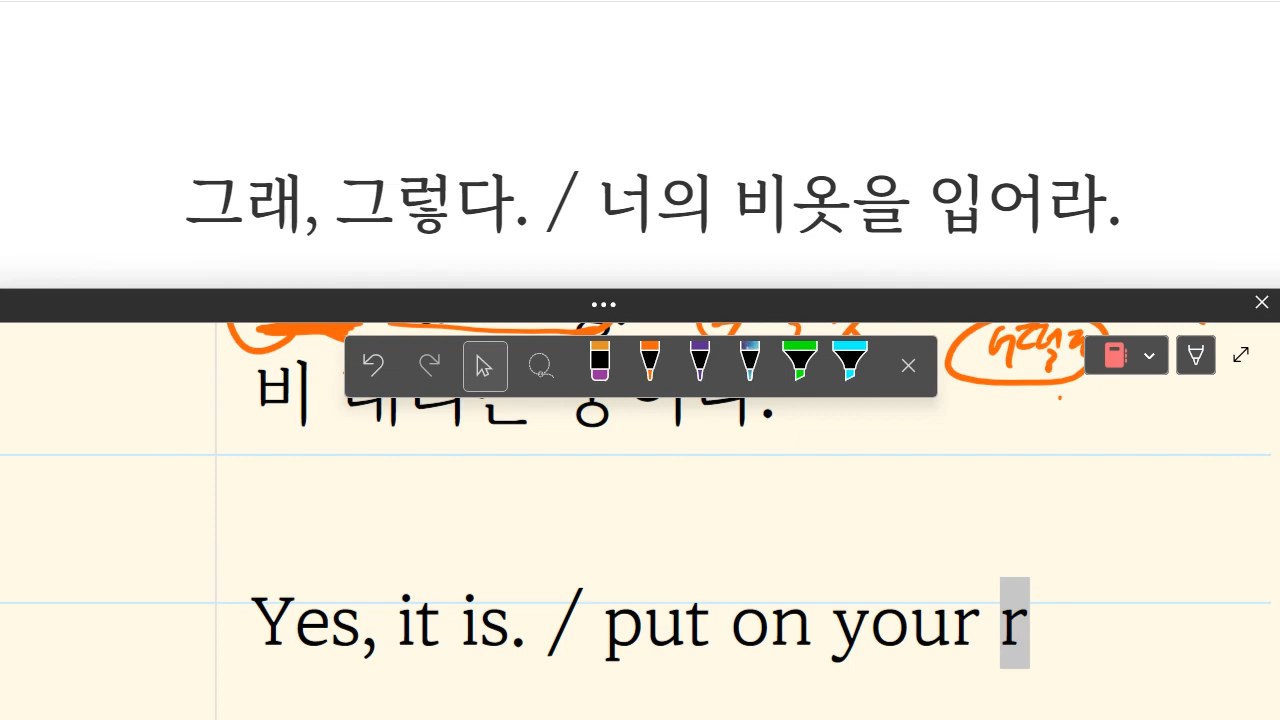 그래, 그렇다. / 너의 비옷을 입어라.
비
Yes, it is. / put on your r